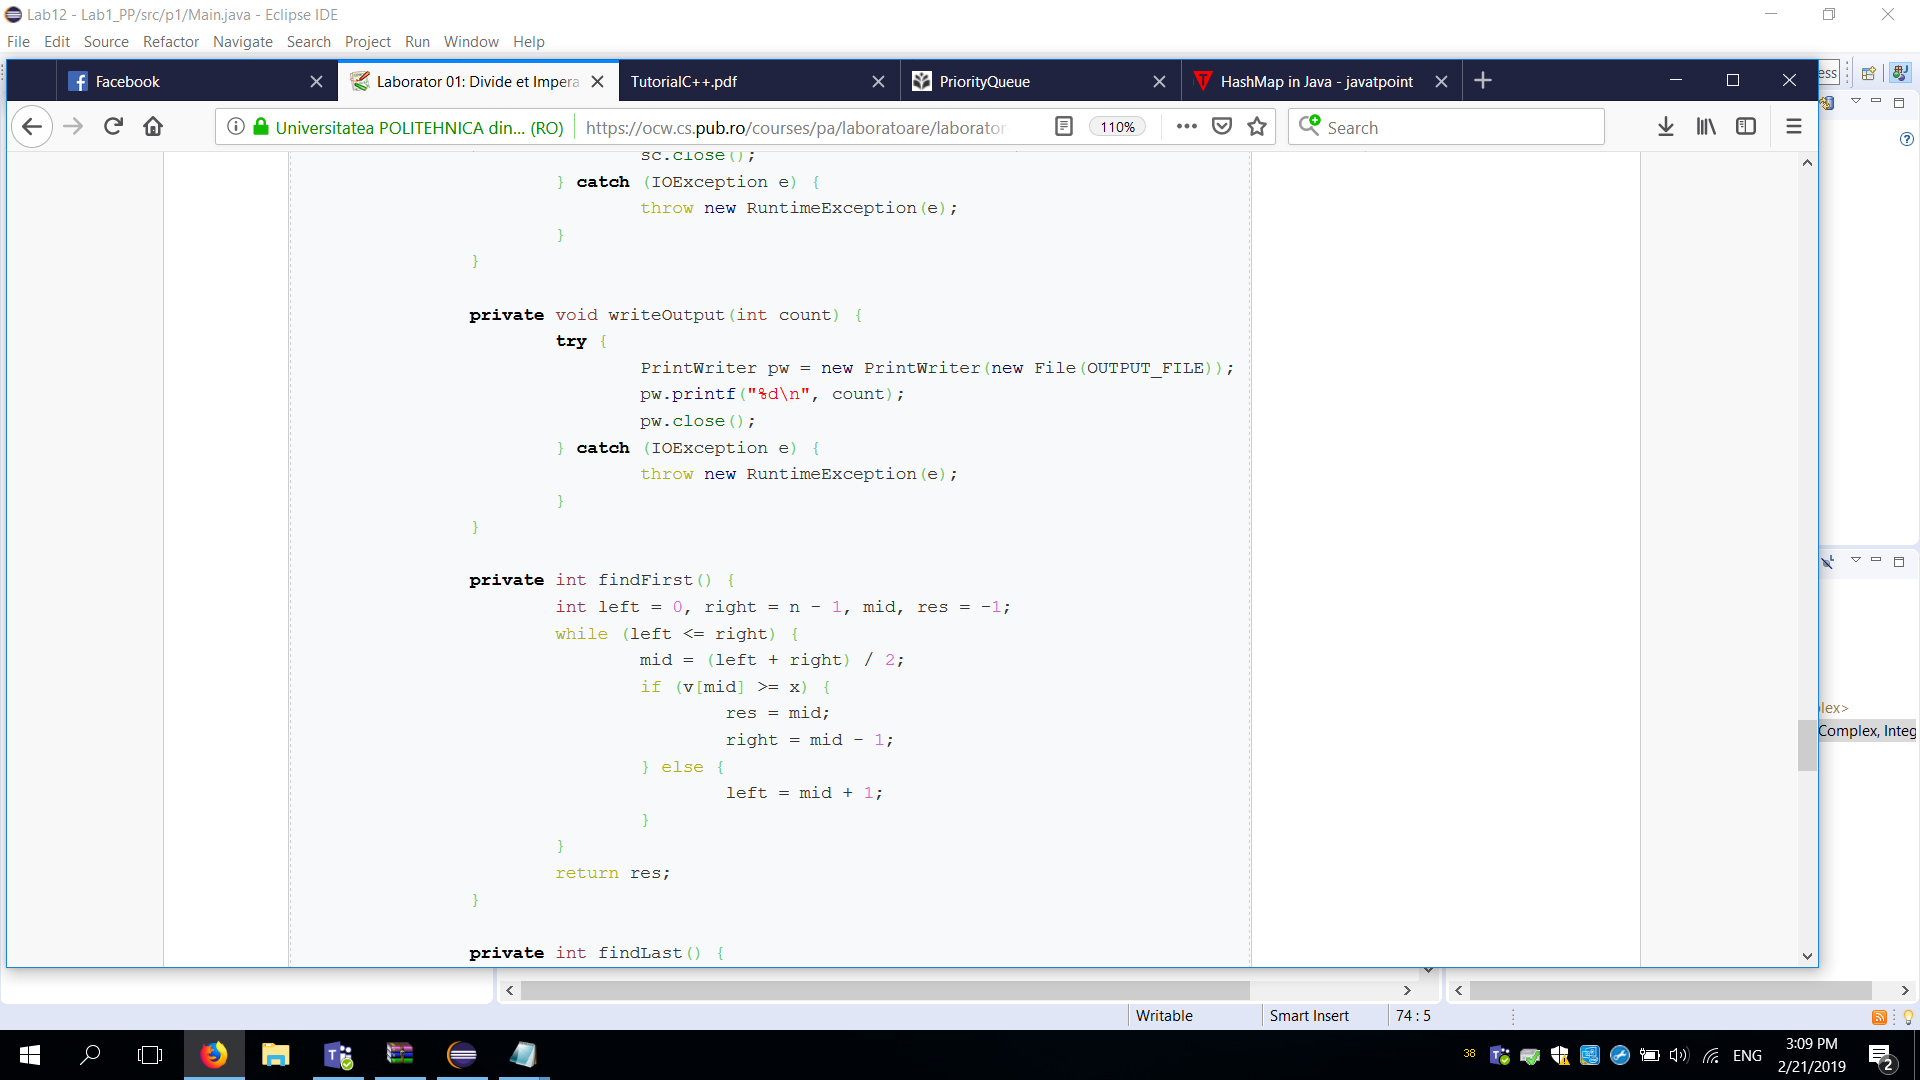 Lab12 - Lab1_PP/src/p1/Main.java - Eclipse IDE
File Edit Source Refactor Navigate Search Project Run Window Help
Facebook
Laborator 01: Divide et Impera
TutorialC++.pdf
PriorityQueue
HashMap in Java - javatpoint
ess
Universitatea POLITEHNICA din... (RO)
https://ocw.cs.pub.ro/courses/pa/laboratoare/laborator
110%
Search
sc.close();
} catch (IOException e) {
throw new RuntimeException(e);
}
}
private void writeOutput(int count) {
try {
PrintWriter pw = new PrintWriter(new File(OUTPUT_FILE));
pw.printf("%d\n", count);
pw.close();
} catch (IOException e) {
throw new RuntimeException(e);
}
}
private int findFirst() {
int left = 0, right = n - 1, mid, res = -1;
while (left <= right) {
mid = (left + right) / 2;
if (v[mid] >= x) {
res = mid;
right = mid - 1;
} else {
left = mid + 1;
}
}
return res;
}
private int findLast() {
lex>
Complex, Integ
Writable
Smart Insert
74 : 5
38
ENG
3:09 PM
2/21/2019
2